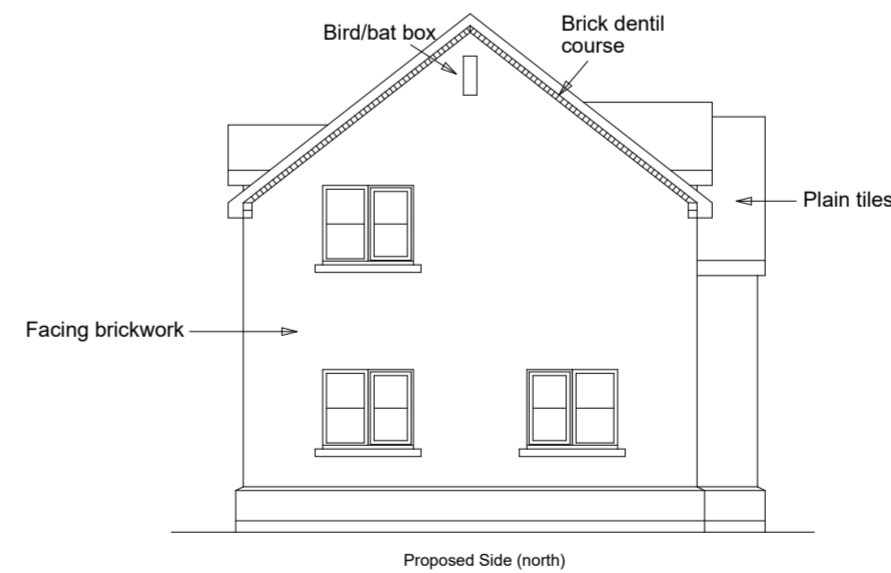 Bird/bat box
Brick dentil
course
Plain tiles
Facing brickwork
Proposed Side (north)